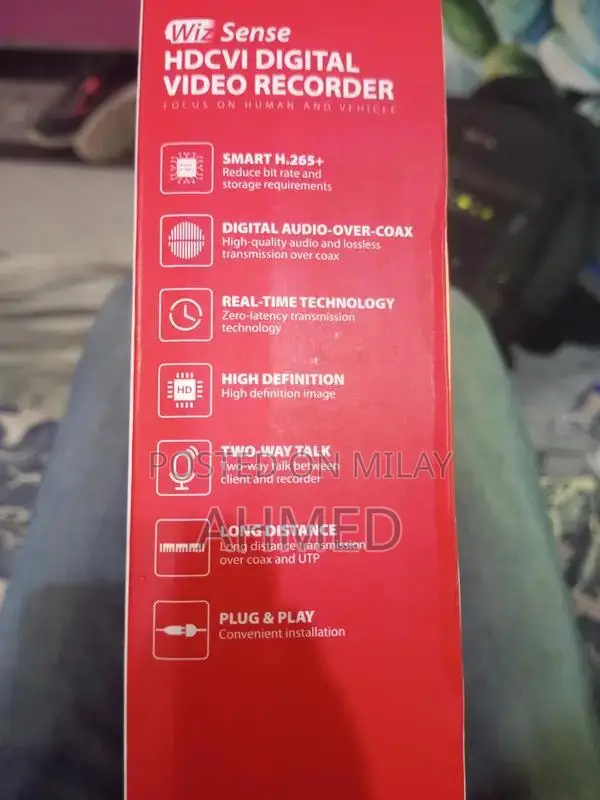 Wiz Sense
HDCVI DIGITAL
VIDEO RECORDER
FOCUS ON HUMAN AND VEHICLE
SMART H.265+
Reduce bit rate and
storage requirements
DIGITAL AUDIO-OVER-COAX
High-quality audio and lossless
transmission over coax
REAL-TIME TECHNOLOGY
Zero-latency transmission
technology
HD
HIGH DEFINITION
High definition image
TWO-WAY TALK
Two-way talk between
client and recorder
POSTED ON MILAY
AHMED
LONG DISTANCE
Long distance transmission
over coax and UTP
PLUG & PLAY
Convenient installation